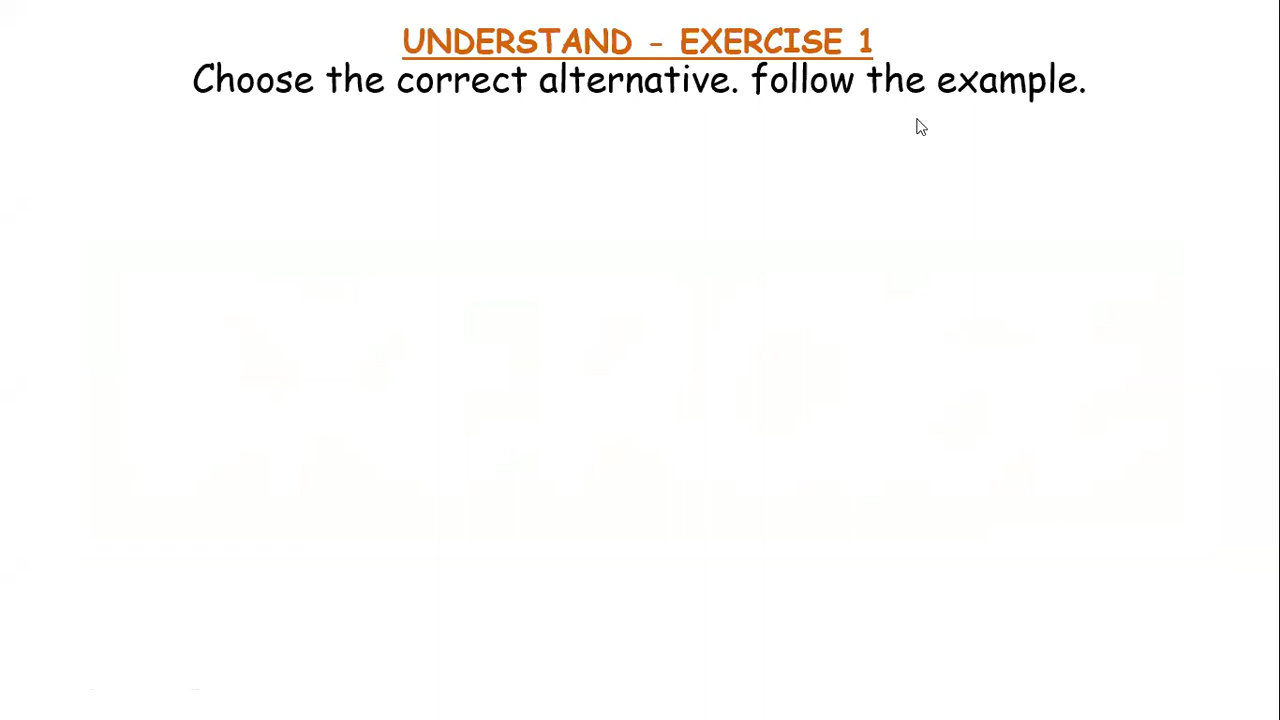 UNDERSTAND - EXERCISE 1
Choose the correct alternative. follow the example.